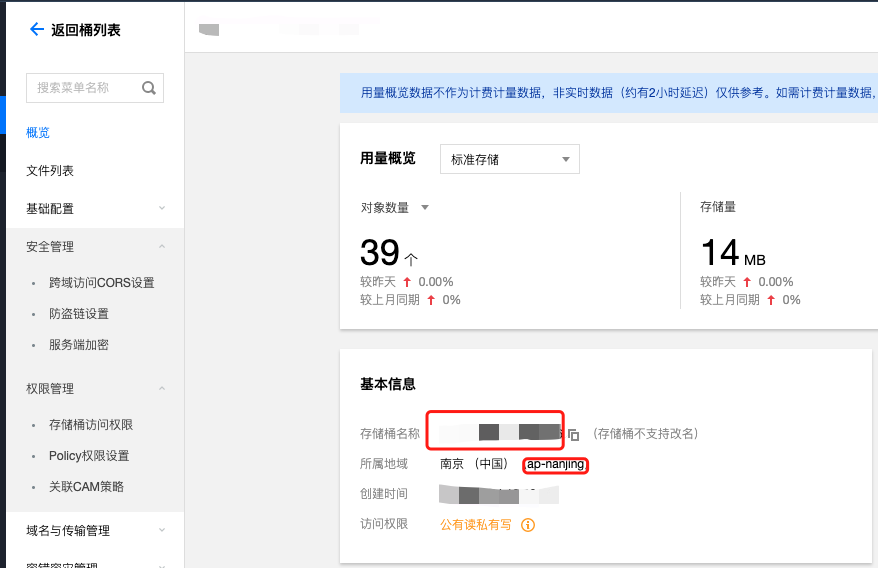 返回桶列表
搜索菜单名称
概览
文件列表
基础配置
安全管理
跨域访问CORS设置
防盗链设置
服务端加密
权限管理
存储桶访问权限
Policy权限设置
关联CAM策略
域名与传输管理
容错容灾管理
用量概览数据不作为计费计量数据，非实时数据（约有2小时延迟）仅供参考。如需计费计量数据，
用量概览 标准存储
对象数量
39 个
较昨天 ↑ 0.00%
较上月同期 ↑ 0%
存储量
14 MB
较昨天 ↑ 0.00%
较上月同期 ↑ 0%
基本信息
存储桶名称 （存储桶不支持改名）
所属地域 南京 （中国） (ap-nanjing)
创建时间
访问权限 公有读私有写